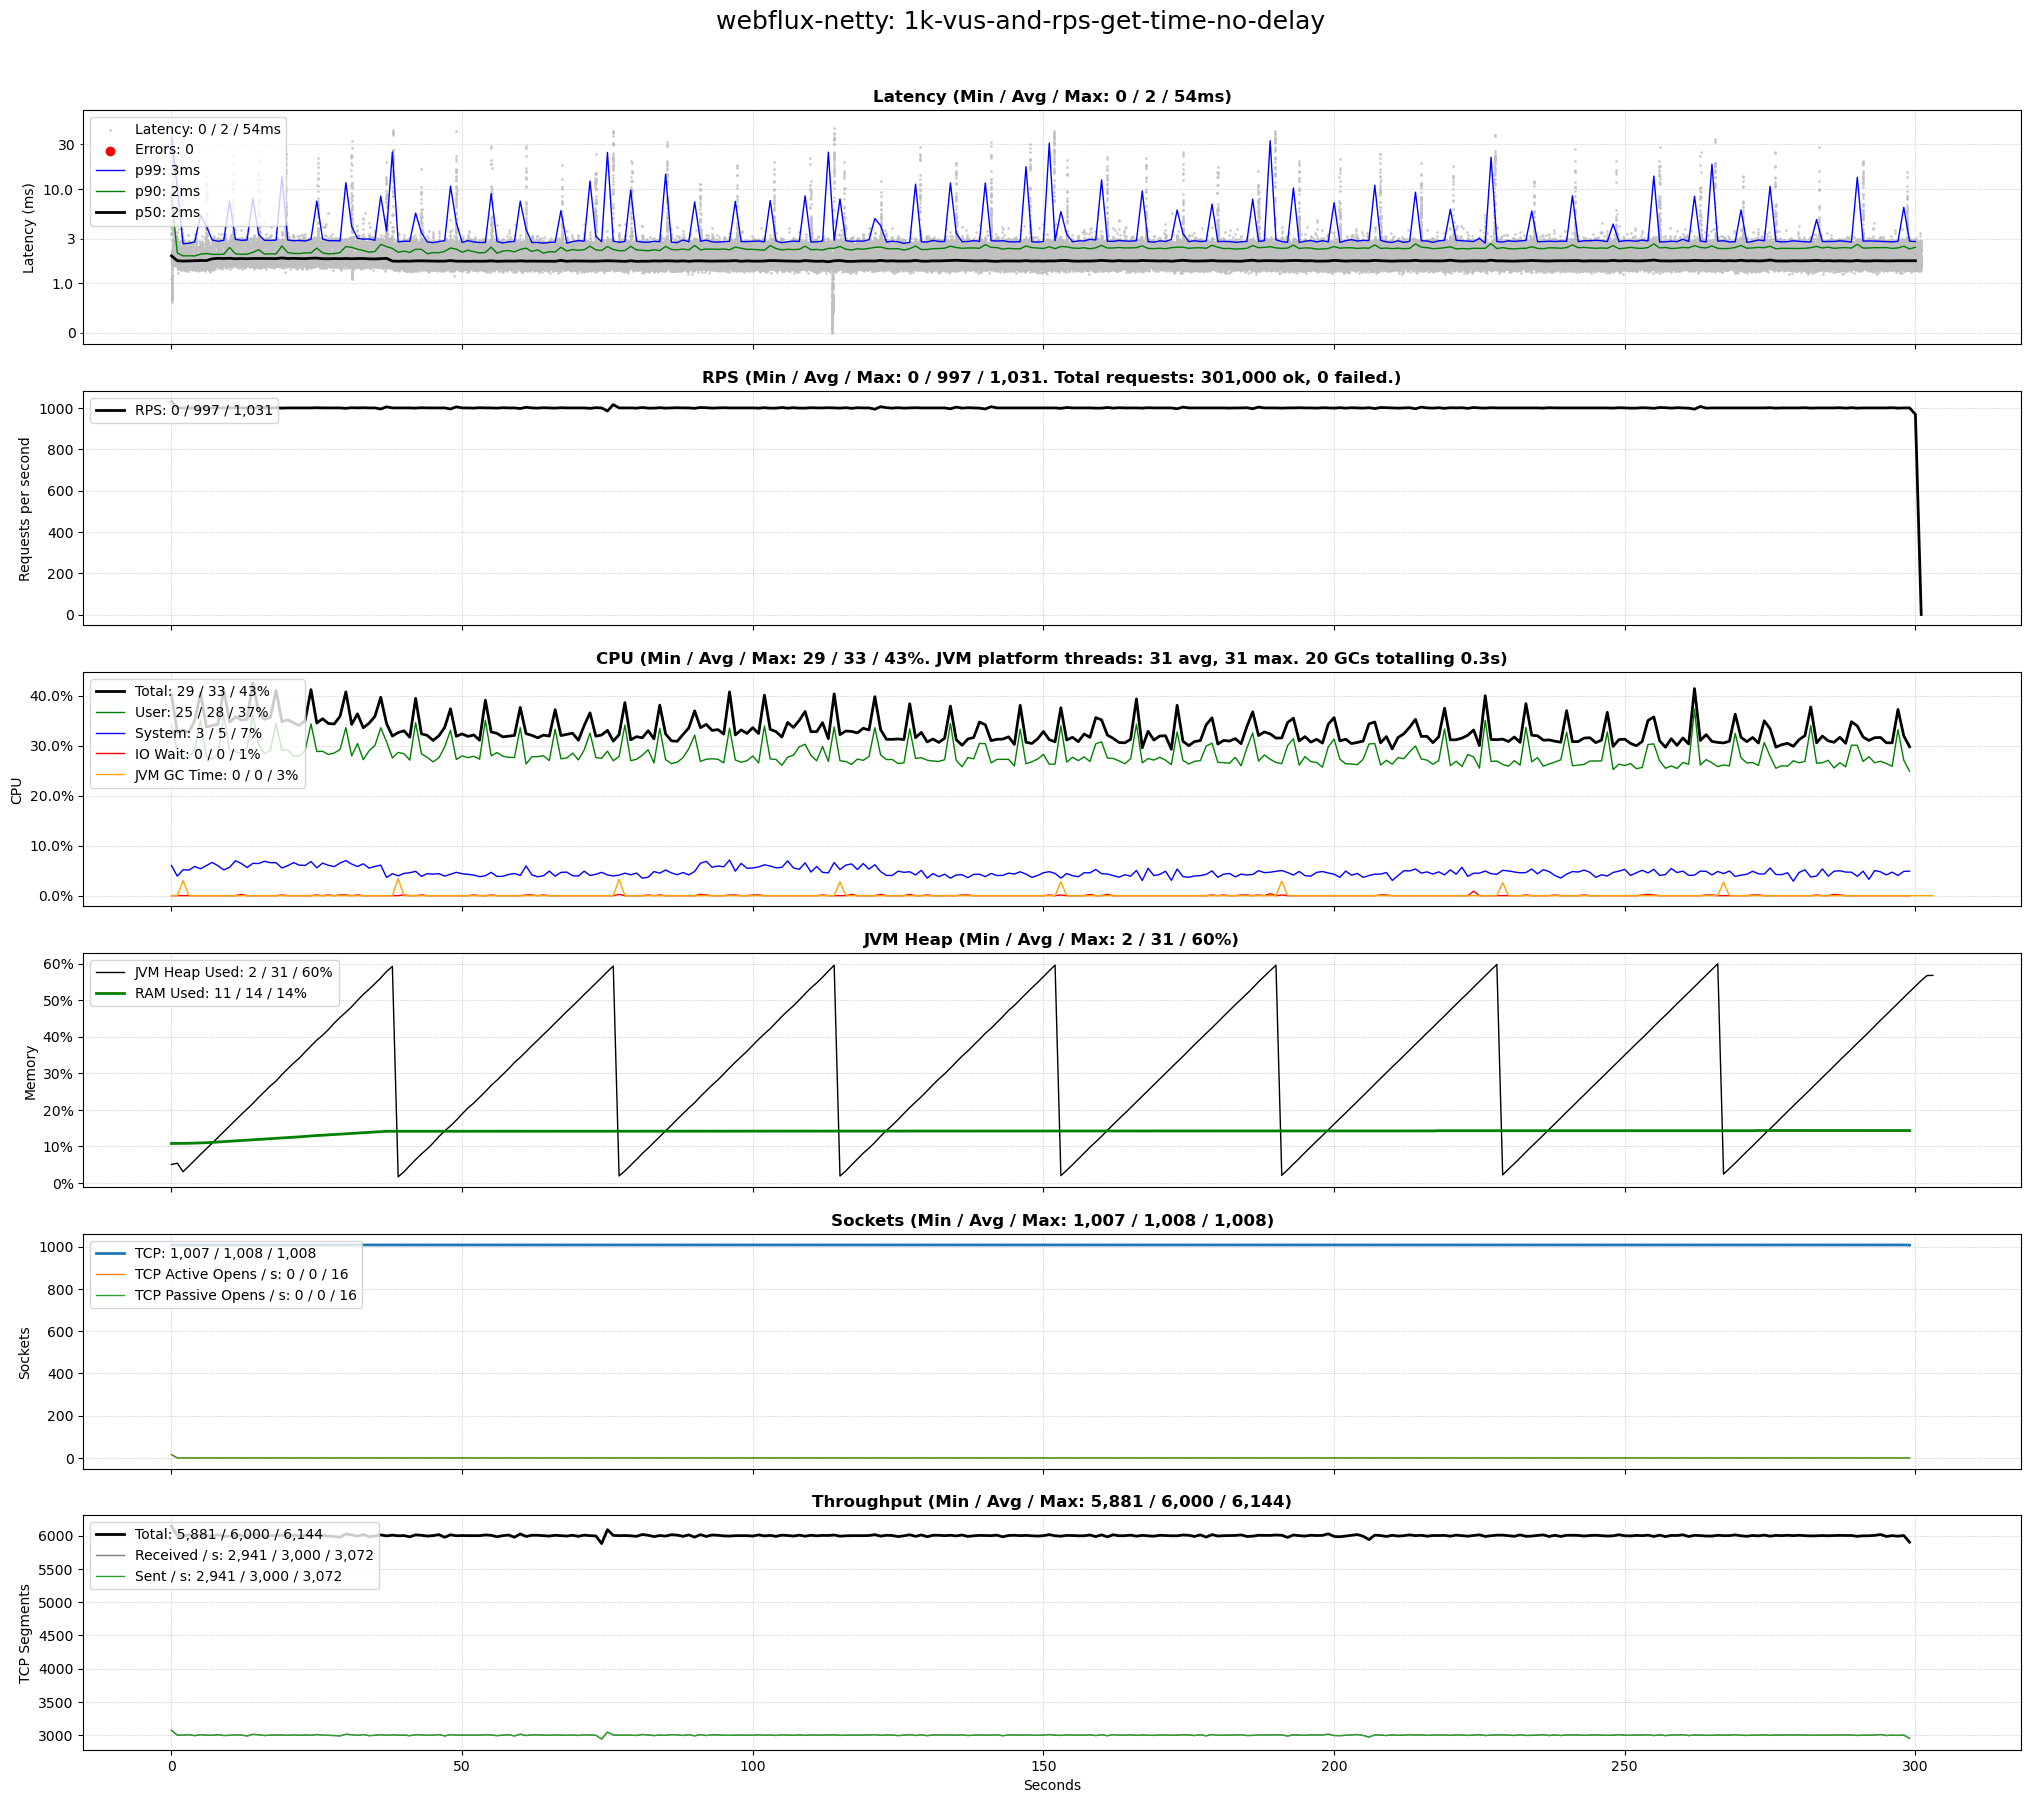 webflux-netty: 1k-vus-and-rps-get-time-no-delay
Latency (Min / Avg / Max: 0 / 2 / 54ms)
Latency (ms)
30
10.0
3
1.0
0
Latency: 0 / 2 / 54ms
Errors: 0
p99: 3ms
p90: 2ms
p50: 2ms
RPS (Min / Avg / Max: 0 / 997 / 1,031. Total requests: 301,000 ok, 0 failed.)
Requests per second
1000
800
600
400
200
0
RPS: 0 / 997 / 1,031
CPU (Min / Avg / Max: 29 / 33 / 43%. JVM platform threads: 31 avg, 31 max. 20 GCs totalling 0.3s)
CPU
40.0%
30.0%
20.0%
10.0%
0.0%
Total: 29 / 33 / 43%
User: 25 / 28 / 37%
System: 3 / 5 / 7%
IO Wait: 0 / 0 / 1%
JVM GC Time: 0 / 0 / 3%
JVM Heap (Min / Avg / Max: 2 / 31 / 60%)
Memory
60%
50%
40%
30%
20%
10%
0%
JVM Heap Used: 2 / 31 / 60%
RAM Used: 11 / 14 / 14%
Sockets (Min / Avg / Max: 1,007 / 1,008 / 1,008)
Sockets
1000
800
600
400
200
0
TCP: 1,007 / 1,008 / 1,008
TCP Active Opens / s: 0 / 0 / 16
TCP Passive Opens / s: 0 / 0 / 16
Throughput (Min / Avg / Max: 5,881 / 6,000 / 6,144)
TCP Segments
6000
5500
5000
4500
4000
3500
3000
Total: 5,881 / 6,000 / 6,144
Received / s: 2,941 / 3,000 / 3,072
Sent / s: 2,941 / 3,000 / 3,072
0 50 100 150 200 250 300
Seconds